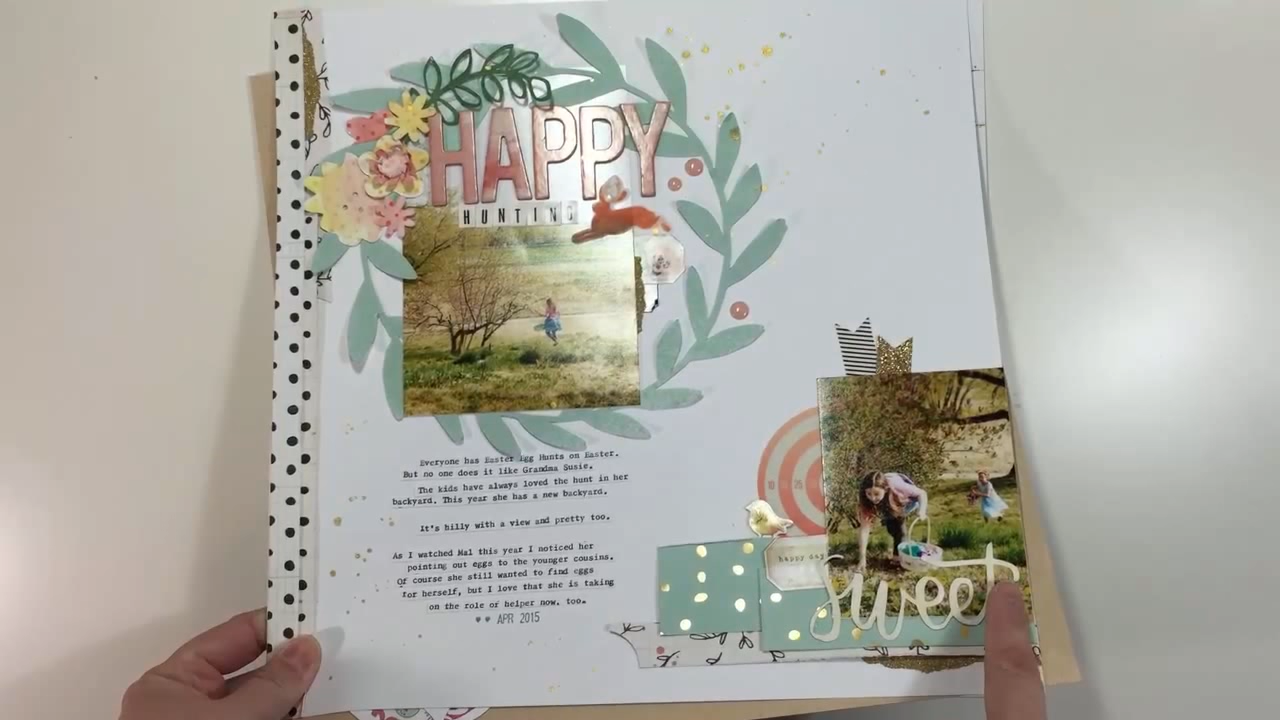 HAPPY
HUNTING
Everyone has Easter Egg Hunts on Easter.
But no one does it like Grandma Susie.
The kids have always loved the hunt in her
backyard. This year she has a new backyard.
It's hilly with a view and pretty too.
As I watched Mal this year I noticed her
pointing out eggs to the younger cousins.
Of course she still wanted to find eggs
for herself, but I love that she is taking
on the role of helper now, too.
♥♥ APR 2015
10
happy day
sweet